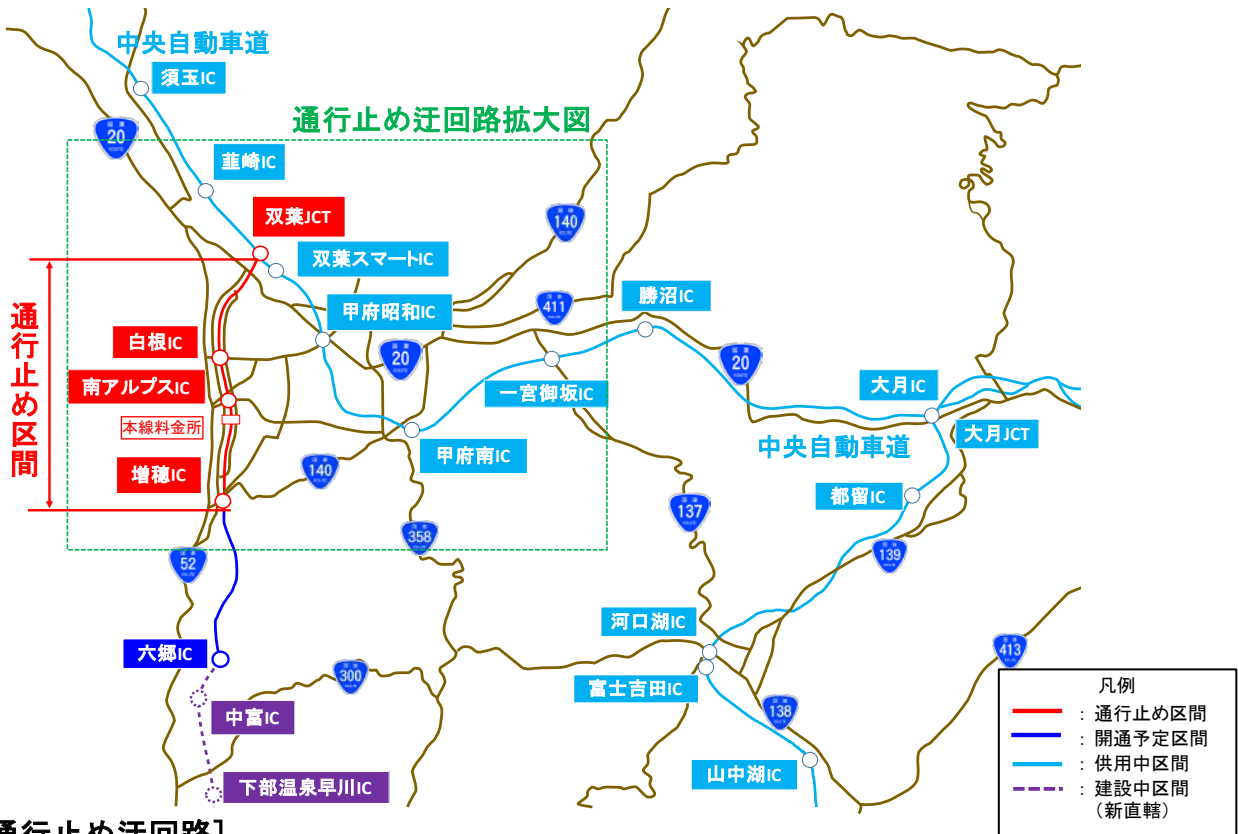 中央自動車道
須玉IC
通行止め迂回路拡大図
20
韮崎IC
双葉JCT
140
双葉スマートIC
甲府昭和IC
411
勝沼IC
通行止め区間
白根IC
20
20
南アルプスIC
大月IC
一宮御坂IC
本線料金所
大月JCT
中央自動車道
甲府南IC
増穂IC
140
都留IC
137
358
139
52
河口湖IC
六郷IC
413
300
富士吉田IC
138
中富IC
山中湖IC
下部温泉早川IC
凡例
：通行止め区間
：開通予定区間
：供用中区間
：建設中区間
（新直轄）
通行止め迂回路］